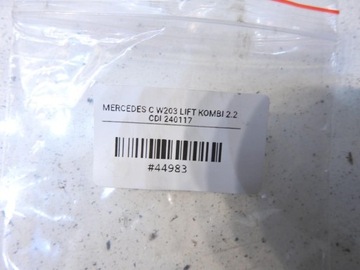 MERCEDES C W203 LIFT KOMBI 2.2
CDI 240117
#44983